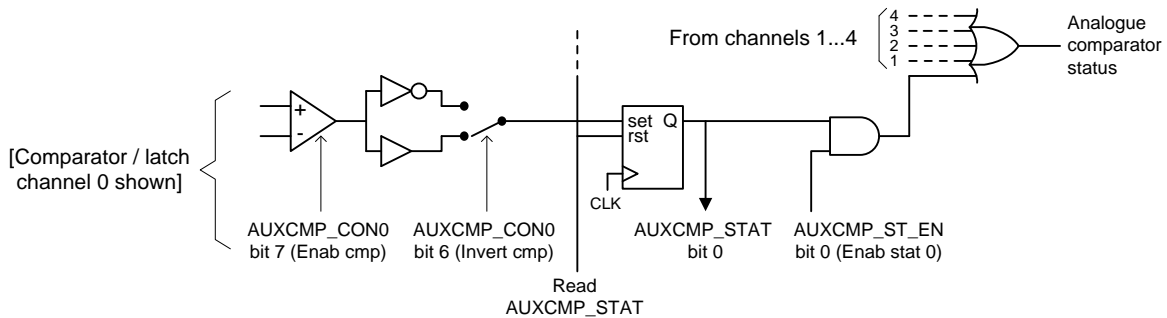 From channels 1...4
4
3
2
1
Analogue
comparator
status
[Comparator / latch
channel 0 shown]
+
-
set Q
rst
CLK
AUXCMP_CON0
bit 7 (Enab cmp)
AUXCMP_CON0
bit 6 (Invert cmp)
AUXCMP_STAT
bit 0
AUXCMP_ST_EN
bit 0 (Enab stat 0)
Read
AUXCMP_STAT